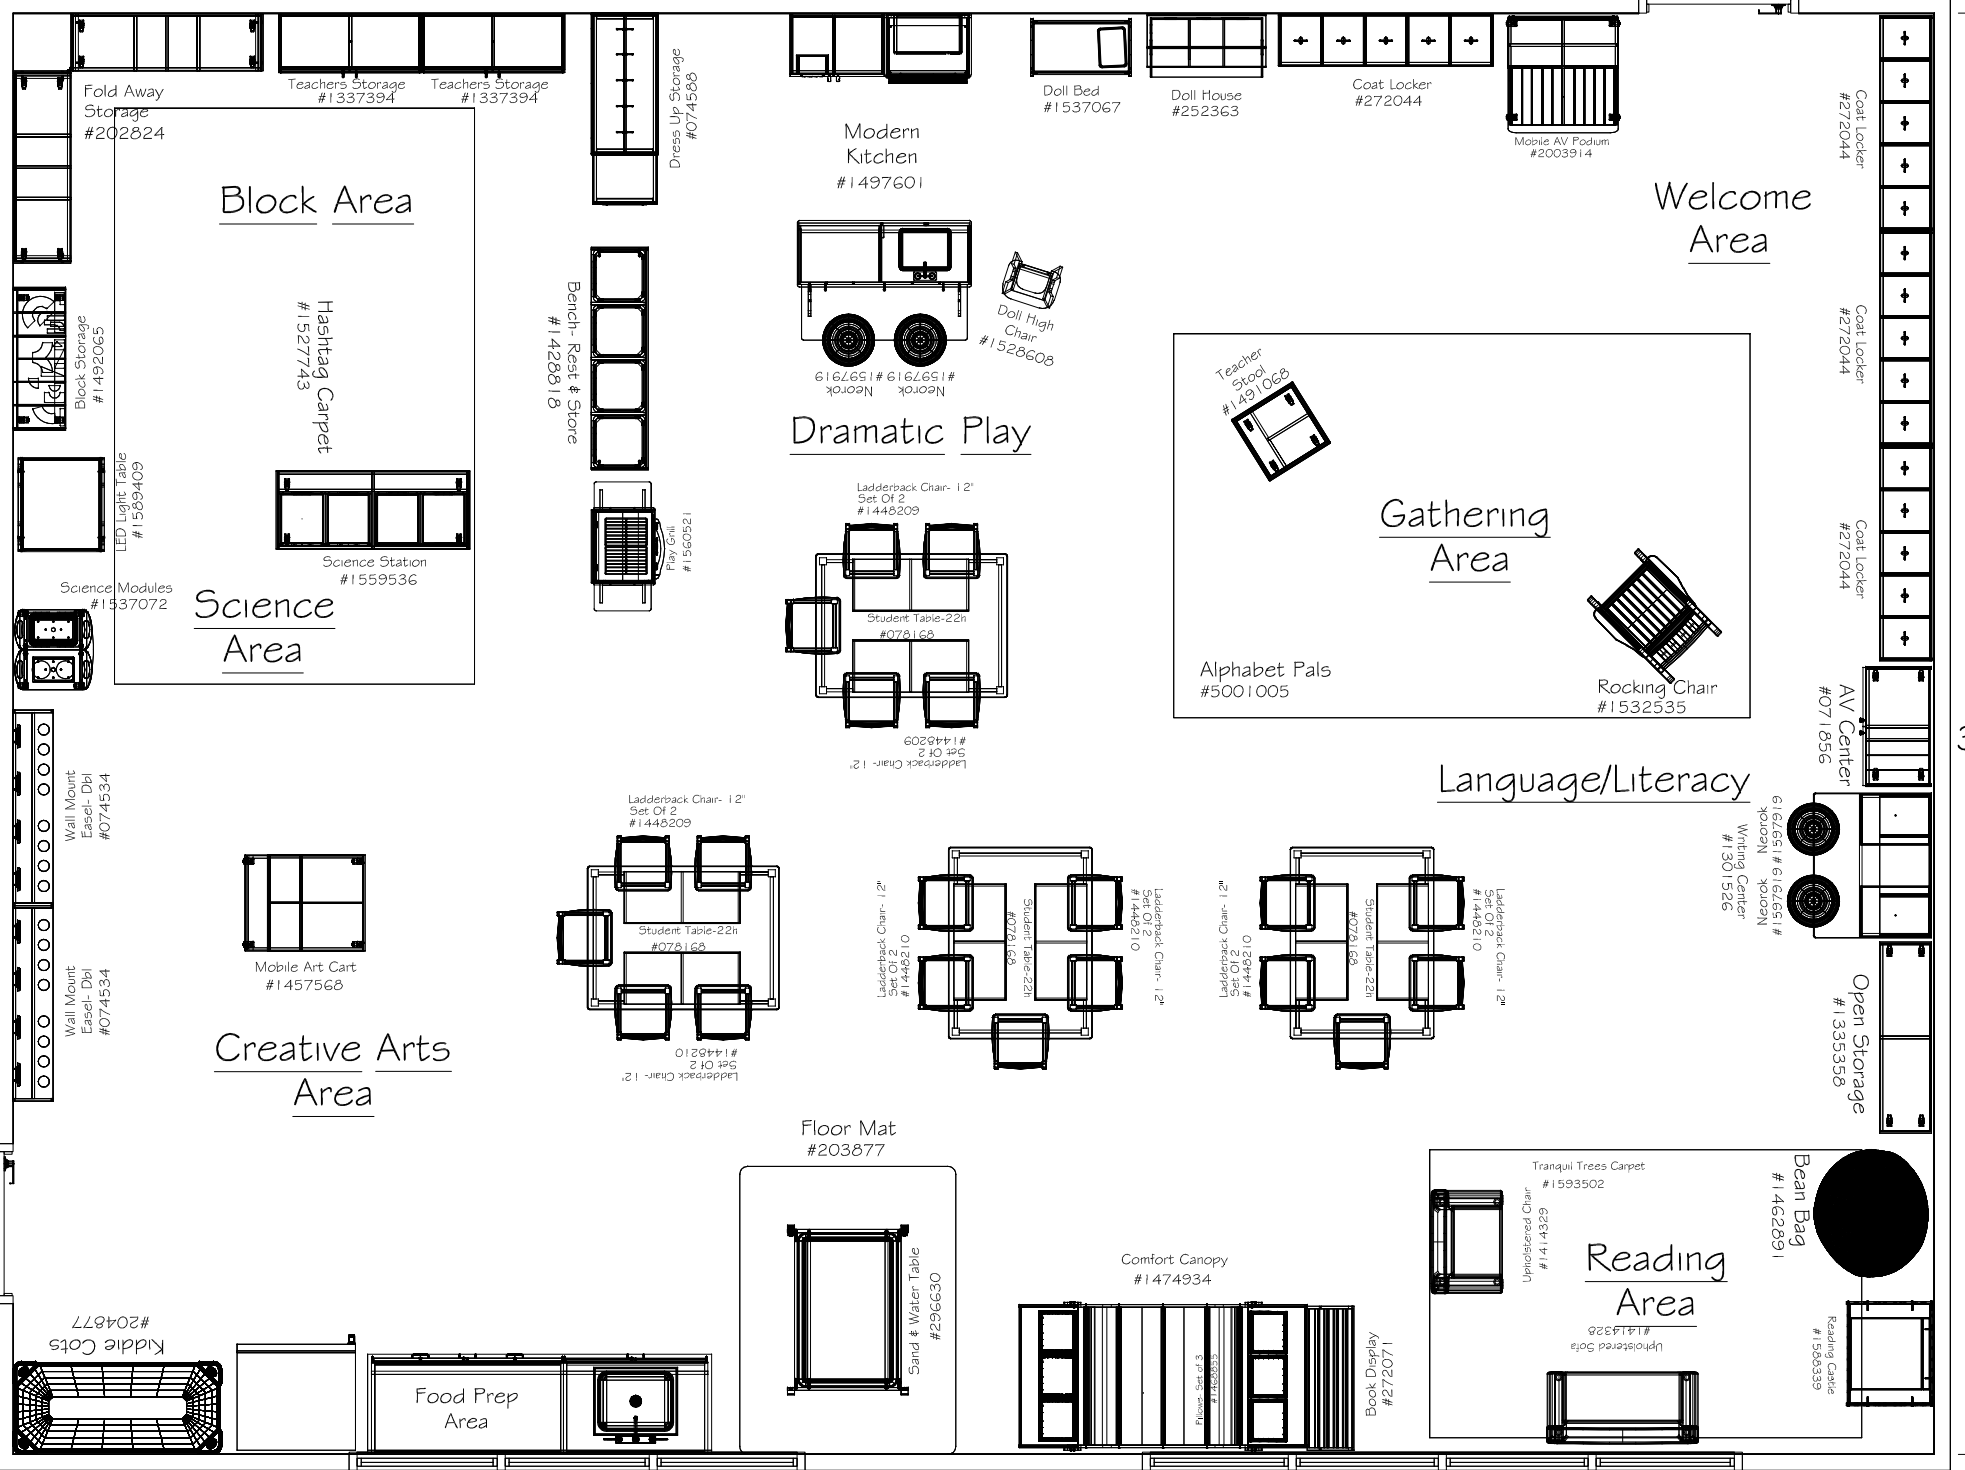 Fold Away
Storage
#202824
Teachers Storage
#1337394
Teachers Storage
#1337394
Dress Up Storage
#074588
Modern
Kitchen
#1497601
Doll Bed
#1537067
Doll House
#252363
Coat Locker
#272044
Mobile AV Podium
#2003914
Coat Locker
#272044
Welcome
Area
Block Area
Hashtag Carpet
#1527743
Block Storage
#1492065
Bench- Rest & Store
#1428818
Doll High
Chair
#1528608
Neorok
#1597919
Neorok
#1597919
Dramatic Play
Teacher
Stool
#1491068
Coat Locker
#272044
LED Light Table
#1589409
Science Station
#1559536
Play Grill
#1560521
Ladderback Chair- 12"
Set Of 2
#1448209
Student Table-22h
#078168
Ladderback Chair- 12"
Set Of 2
#1448209
Gathering
Area
Coat Locker
#272044
Science Modules
#1537072
Science
Area
Alphabet Pals
#5001005
Rocking Chair
#1532535
AV Center
#071856
Language/Literacy
Wall Mount
Easel- Dbl
#074534
Ladderback Chair- 12"
Set Of 2
#1448209
Student Table-22h
#078168
Ladderback Chair- 12"
Set Of 2
#1448210
Ladderback Chair- 12"
Set Of 2
#1448210
Student Table-22h
#078168
Ladderback Chair- 12"
Set Of 2
#1448210
Ladderback Chair- 12"
Set Of 2
#1448210
Student Table-22h
#078168
Ladderback Chair- 12"
Set Of 2
#1448210
Neorok
#1597919
Neorok
#1597919
Writing Center
#1301526
Mobile Art Cart
#1457568
Wall Mount
Easel- Dbl
#074534
Open Storage
#1335358
Creative Arts
Area
Floor Mat
#203877
Sand & Water Table
#296630
Comfort Canopy
#1474934
Pillows- Set of 3
#1468855
Book Display
#272071
Tranquil Trees Carpet
#1593502
Upholstered Chair
#1414329
Bean Bag
#1462891
Reading
Area
Upholstered Sofa
#1414328
Reading Castle
#1588339
Kiddie Cots
#204877
Food Prep
Area